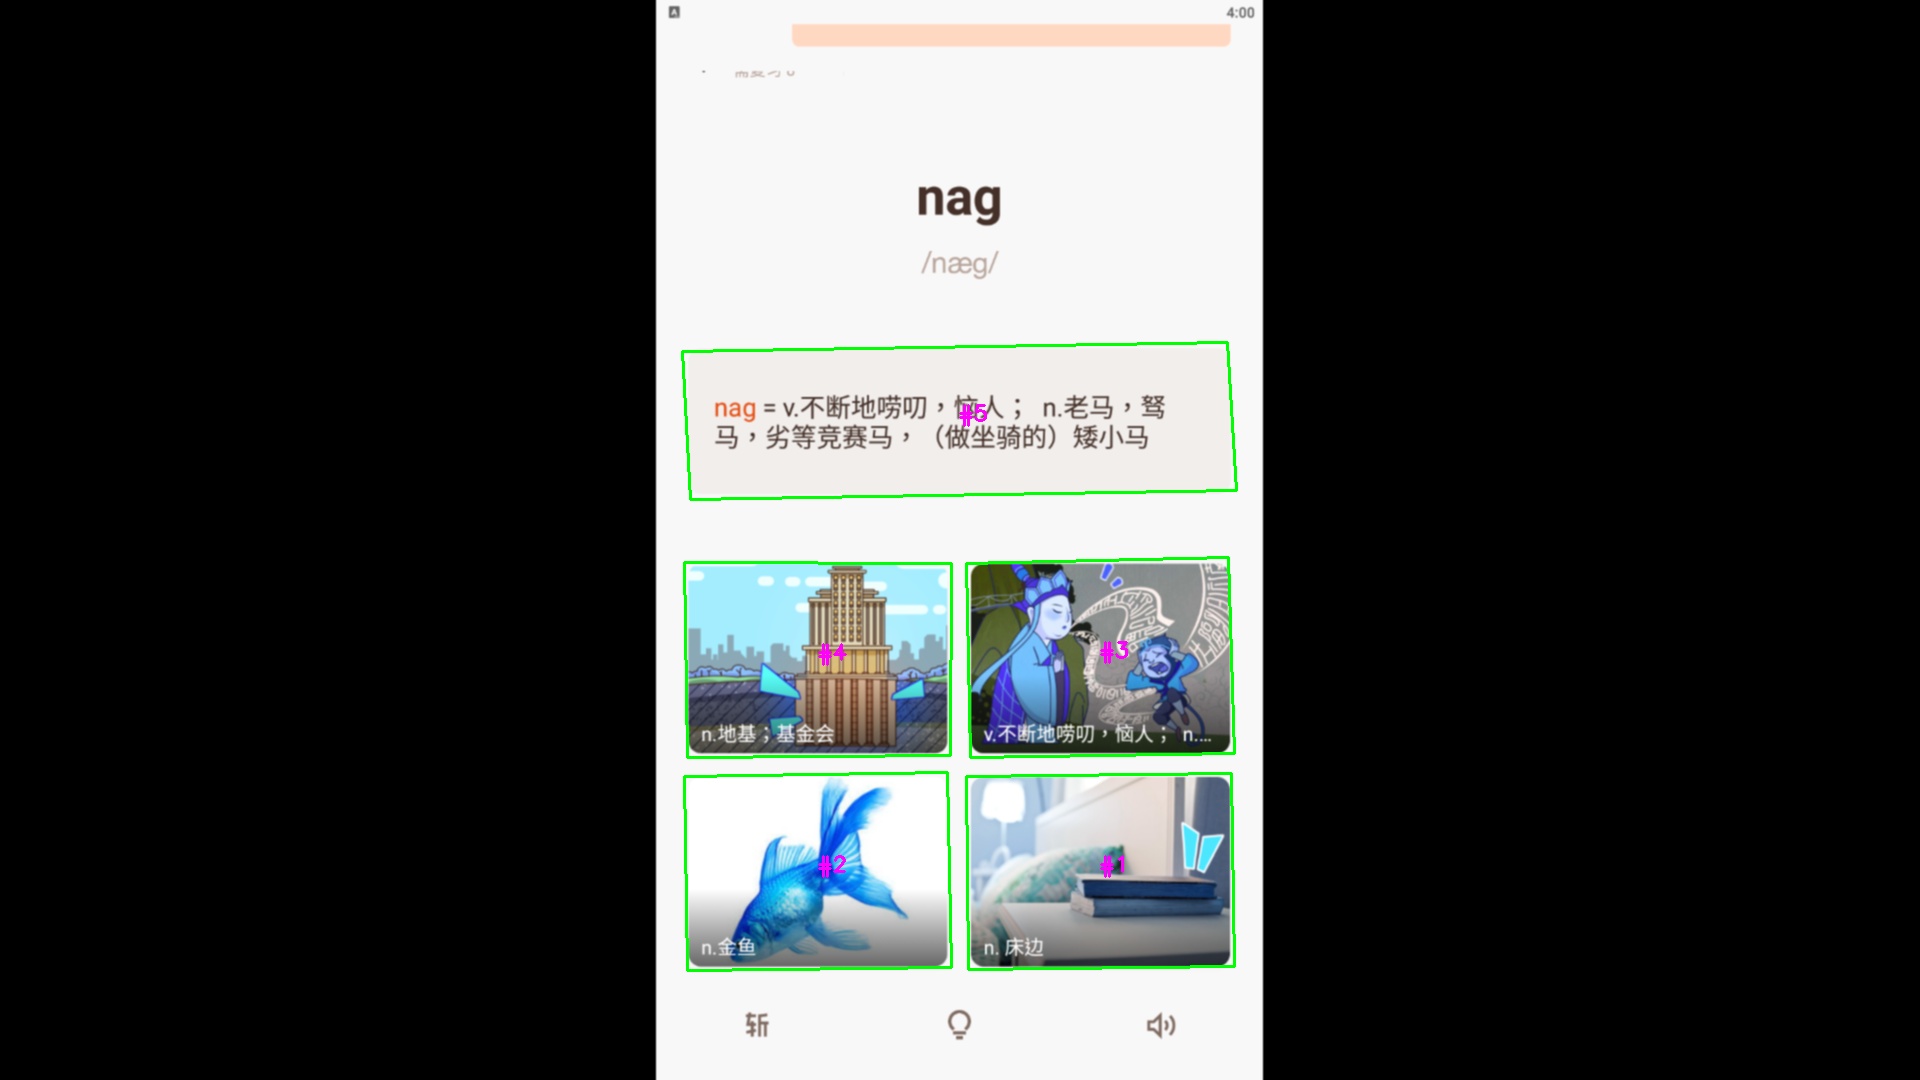 4:00
nag
/næg/
nag = v.不断地唠叨，恼人； n.老马，驽
马，劣等竞赛马，（做坐骑的）矮小马
#5
n.地基；基金会
#4
v.不断地唠叨，恼人； n....
#3
n.金鱼
#2
n. 床边
#1
斩